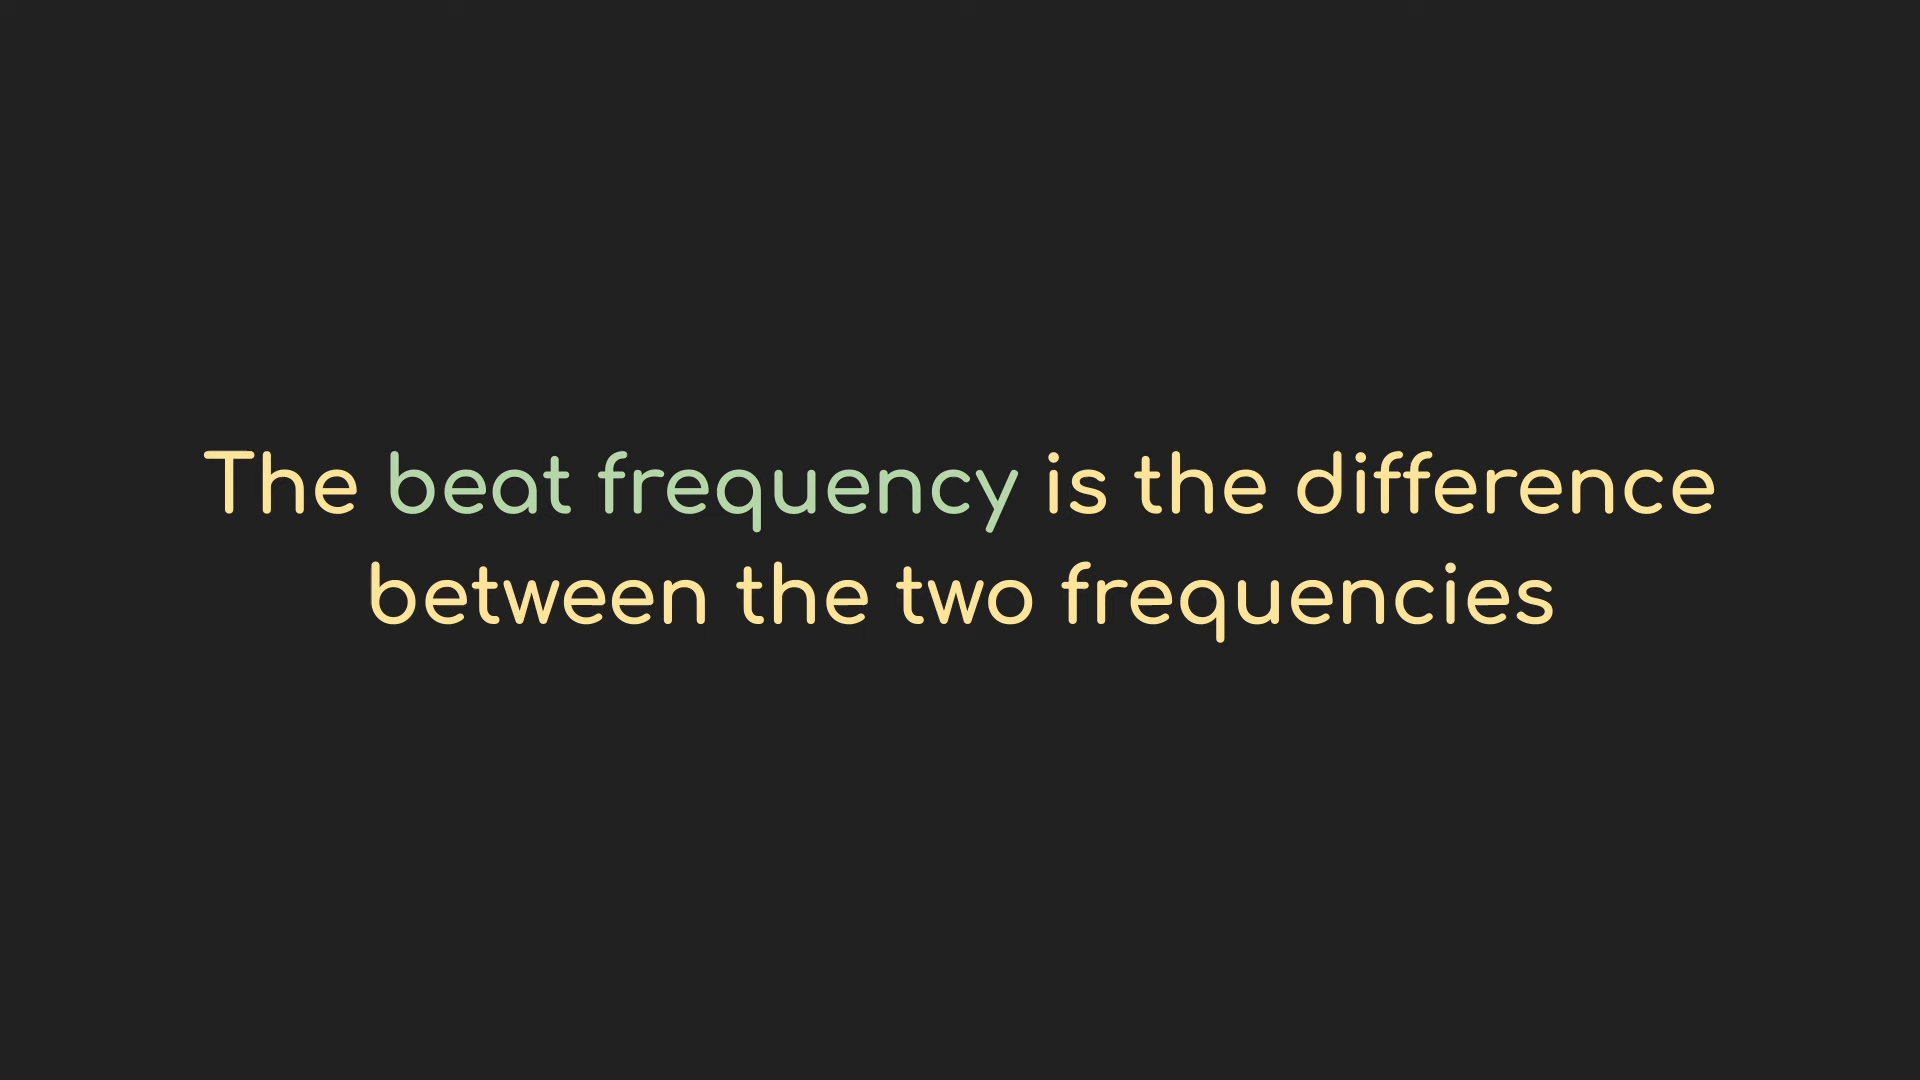 The beat frequency is the difference
between the two frequencies